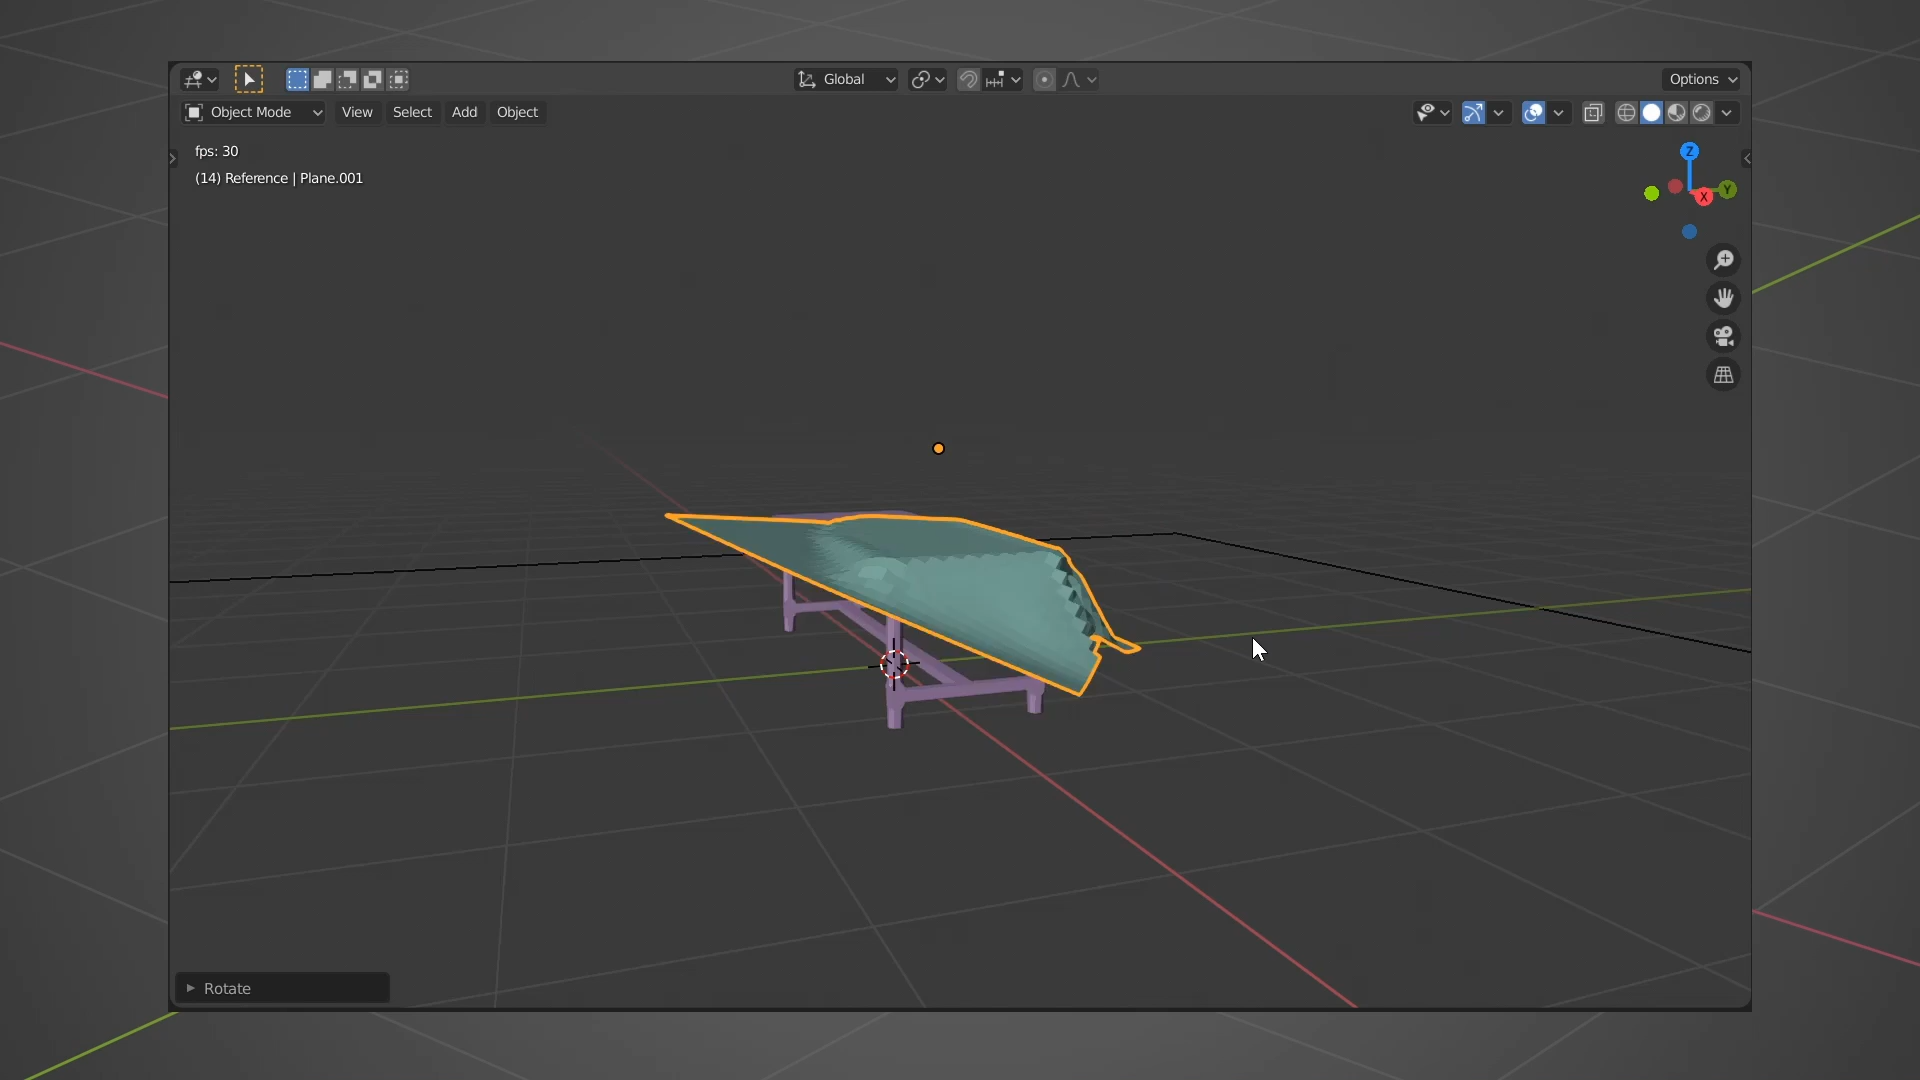 Global
Options
Object Mode
View
Select
Add
Object
fps: 30
(14) Reference | Plane.001
Z
Y
X
Rotate